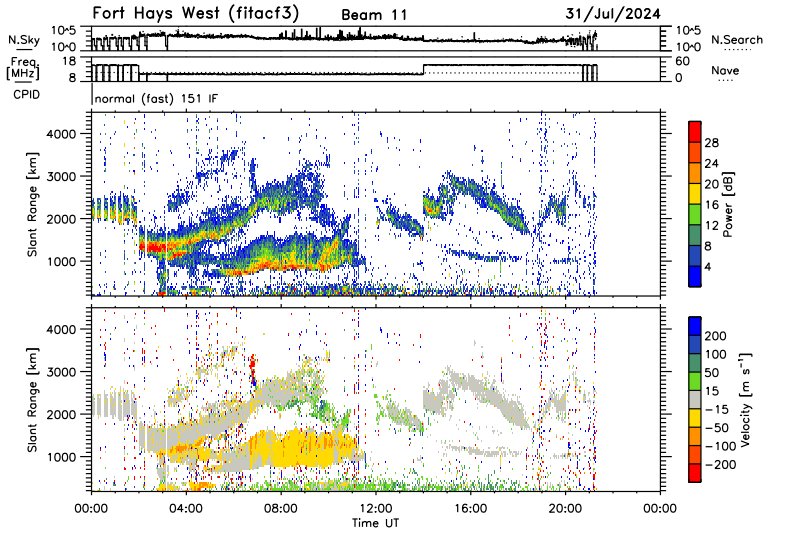 Fort Hays West (fitacf3) Beam 11 31/Jul/2024
N.Sky 10^5 10^0 10^5 10^0 N.Search
Freq. [MHz] 18 8 60 0 Nave
CPID normal (fast) 151 IF
Slant Range [km]
4000
3000
2000
1000
28
24
20
16
12
8
4
Power [dB]
Slant Range [km]
4000
3000
2000
1000
200
100
50
15
−15
−50
−100
−200
Velocity [m s⁻¹]
00:00 04:00 08:00 12:00 16:00 20:00 00:00
Time UT